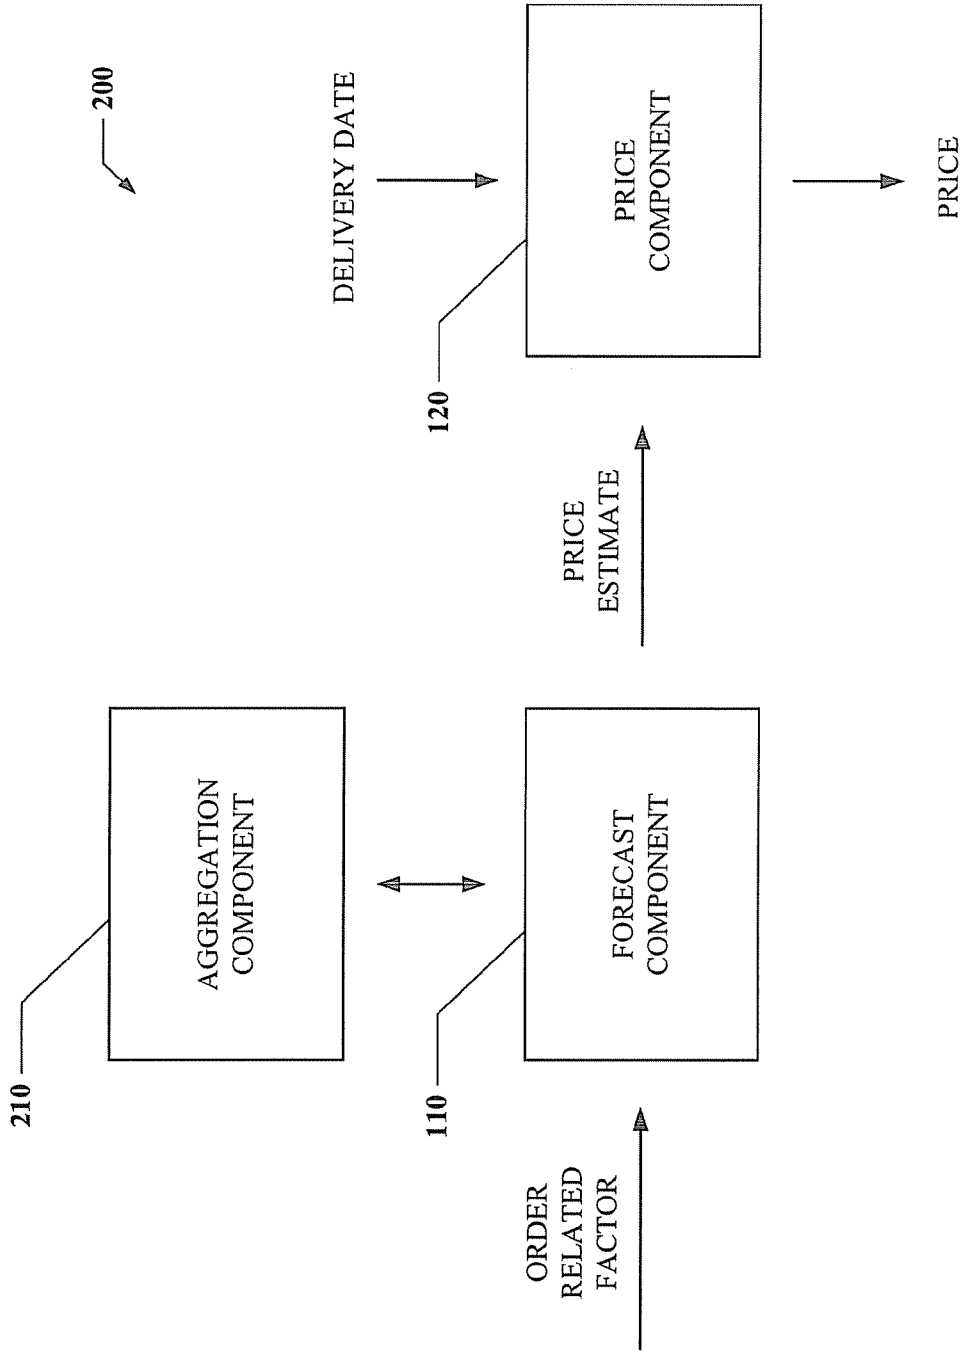 200
210
AGGREGATION
COMPONENT
DELIVERY DATE
110
120
ORDER
RELATED
FACTOR
FORECAST
COMPONENT
PRICE
ESTIMATE
PRICE
COMPONENT
PRICE